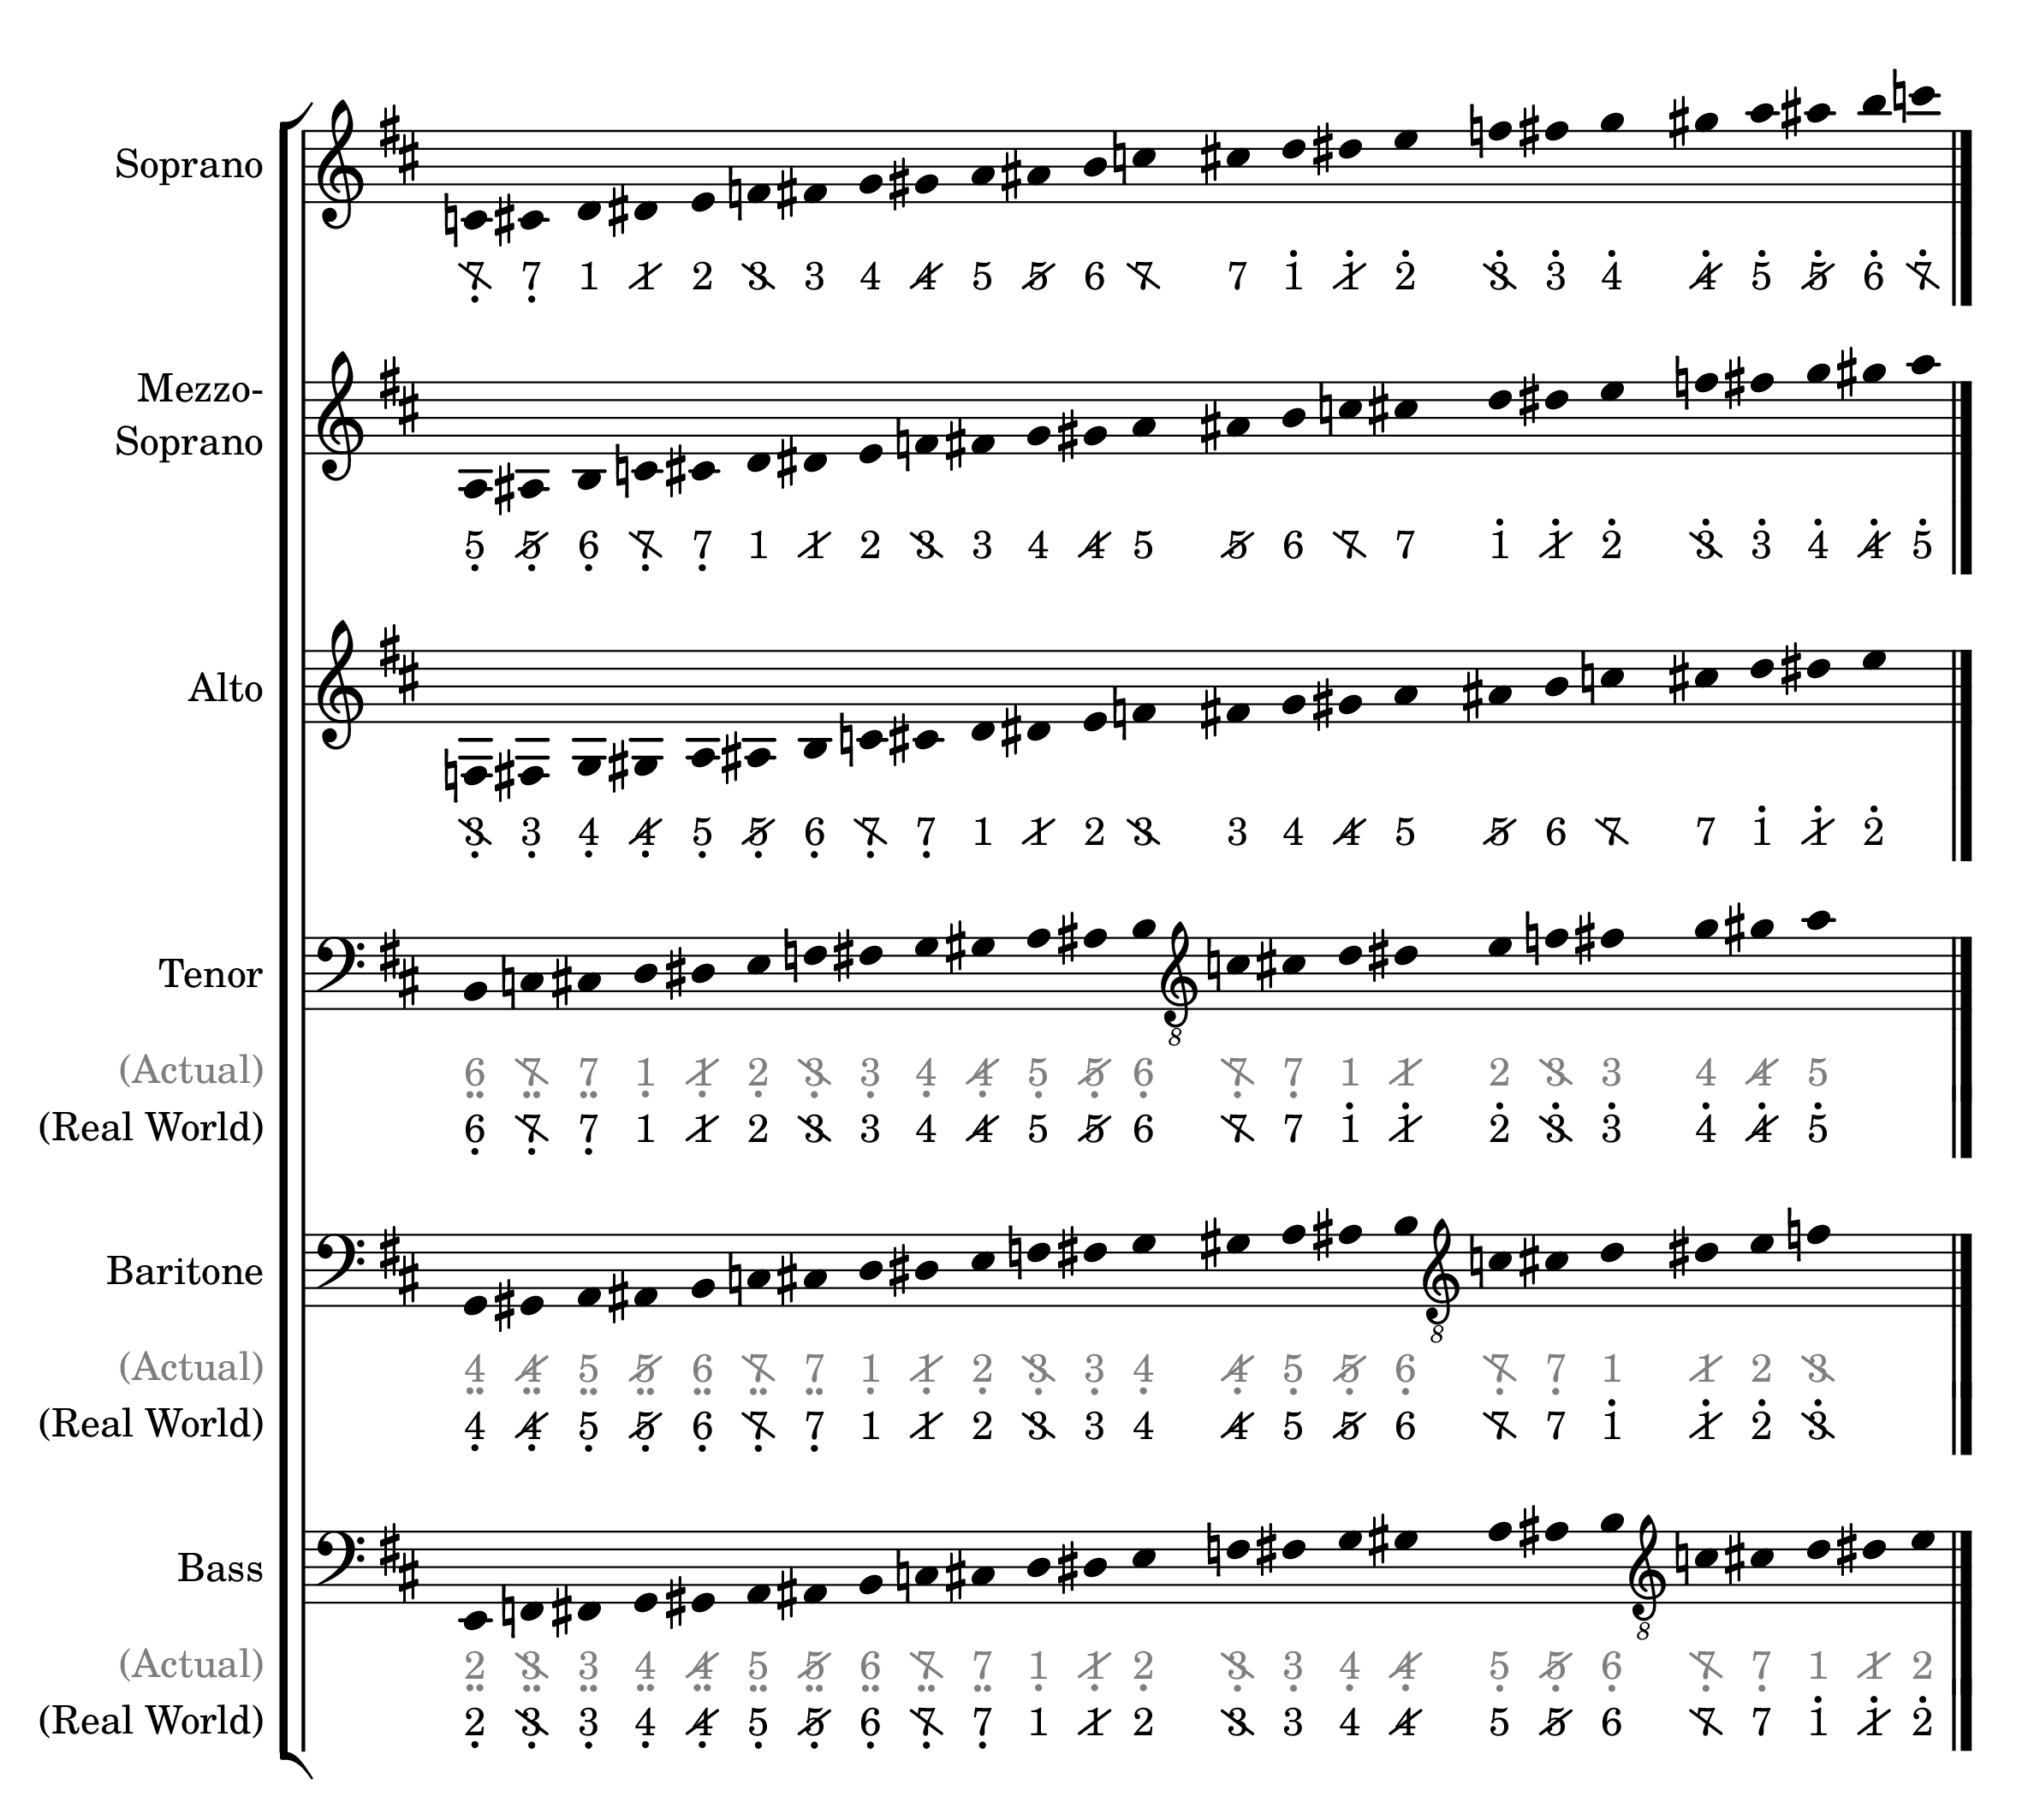 Soprano
7 7 1 1 2 3 3 4 4 5 5 6 7 7 1 1 2 3 3 4 4 5 5 6 7
Mezzo-
Soprano
5 5 6 7 7 1 1 2 3 3 4 4 5 5 6 7 7 1 1 2 3 3 4 4 5
Alto
3 3 4 4 5 5 6 7 7 1 1 2 3 3 4 4 5 5 6 7 7 1 1 2
Tenor
8
(Actual) 6 7 7 1 1 2 3 3 4 4 5 5 6 7 7 1 1 2 3 3 4 4 5
(Real World) 6 7 7 1 1 2 3 3 4 4 5 5 6 7 7 1 1 2 3 3 4 4 5
Baritone
8
(Actual) 4 4 5 5 6 7 7 1 1 2 3 3 4 4 5 5 6 7 7 1 1 2 3
(Real World) 4 4 5 5 6 7 7 1 1 2 3 3 4 4 5 5 6 7 7 1 1 2 3
Bass
8
(Actual) 2 3 3 4 4 5 5 6 7 7 1 1 2 3 3 4 4 5 5 6 7 7 1 1 2
(Real World) 2 3 3 4 4 5 5 6 7 7 1 1 2 3 3 4 4 5 5 6 7 7 1 1 2